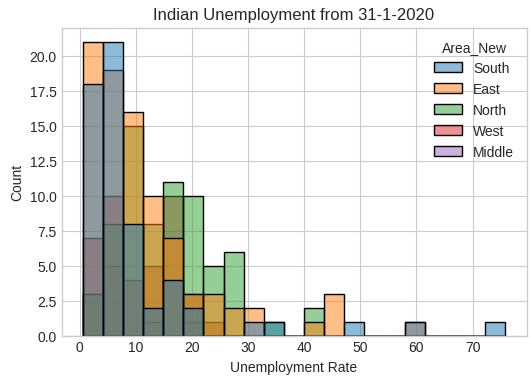 Indian Unemployment from 31-1-2020
Area_New
South
East
North
West
Middle
20.0
17.5
15.0
12.5
10.0
7.5
5.0
2.5
0.0
Count
0 10 20 30 40 50 60 70
Unemployment Rate